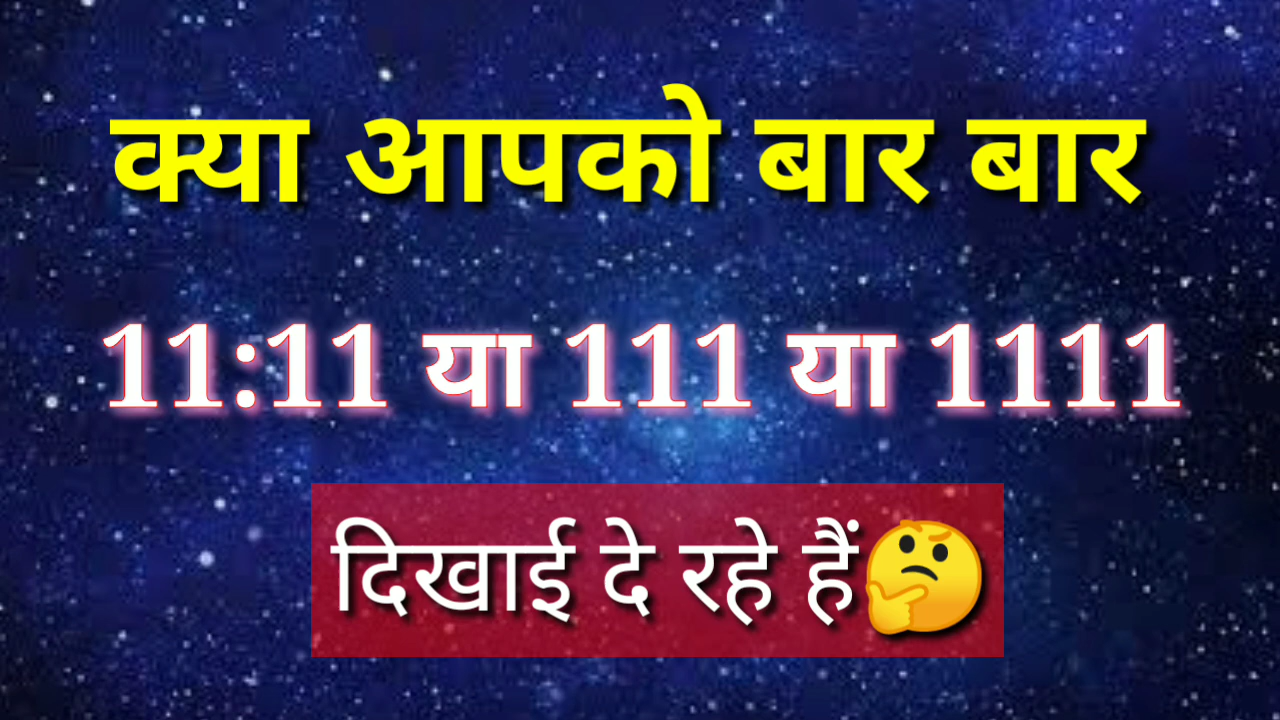 क्या आपको बार बार
11:11 या 111 या 1111
दिखाई दे रहे हैं🤔